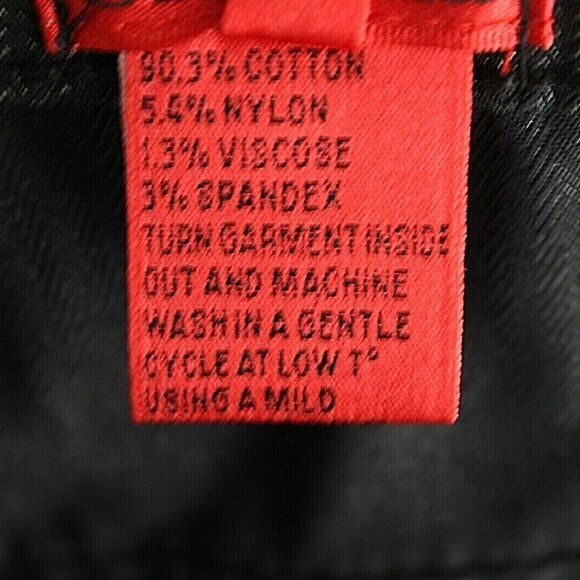 90.3% COTTON
5.4% NYLON
1.3% VISCOSE
3% SPANDEX
TURN GARMENT INSIDE
OUT AND MACHINE
WASH IN A GENTLE
CYCLE AT LOW T°
USING A MILD